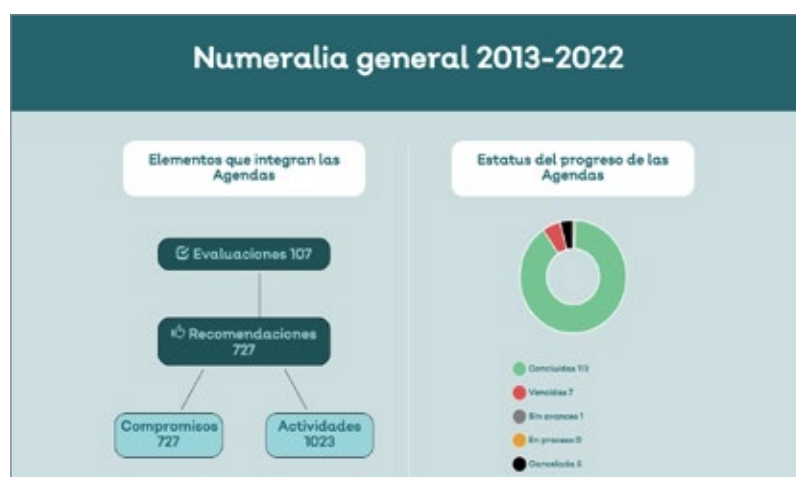 Numeralia general 2013-2022
Elementos que integran las
Agendas
Evaluaciones 107
Recomendaciones
727
Compromisos
727
Actividades
1023
Estatus del progreso de las
Agendas
Concluidas
Vencidas 7
Sin avances 1
En proceso 0
Cancelada